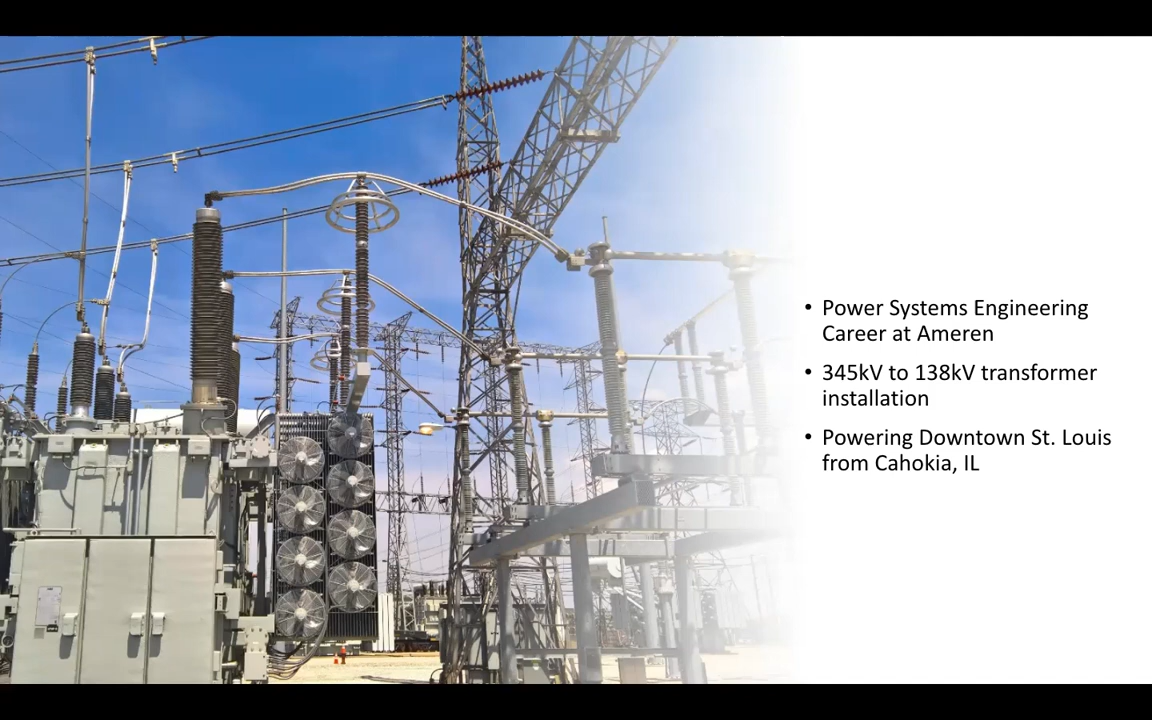 • Power Systems Engineering
Career at Ameren
• 345kV to 138kV transformer
installation
• Powering Downtown St. Louis
from Cahokia, IL